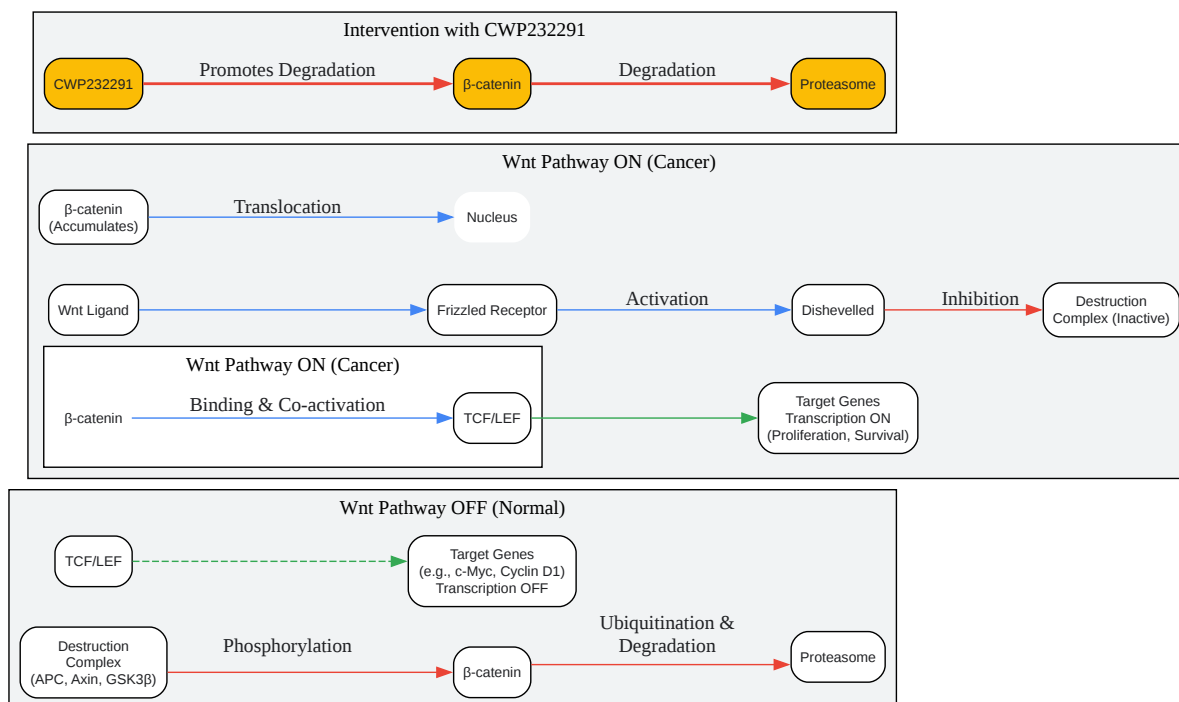 Intervention with CWP232291
CWP232291
Promotes Degradation
β-catenin
Degradation
Proteasome
Wnt Pathway ON (Cancer)
β-catenin
(Accumulates)
Translocation
Nucleus
Wnt Ligand
Frizzled Receptor
Activation
Dishevelled
Inhibition
Destruction
Complex (Inactive)
Wnt Pathway ON (Cancer)
β-catenin
Binding & Co-activation
TCF/LEF
Target Genes
Transcription ON
(Proliferation, Survival)
Wnt Pathway OFF (Normal)
TCF/LEF
Target Genes
(e.g., c-Myc, Cyclin D1)
Transcription OFF
Destruction
Complex
(APC, Axin, GSK3β)
Phosphorylation
β-catenin
Ubiquitination &
Degradation
Proteasome